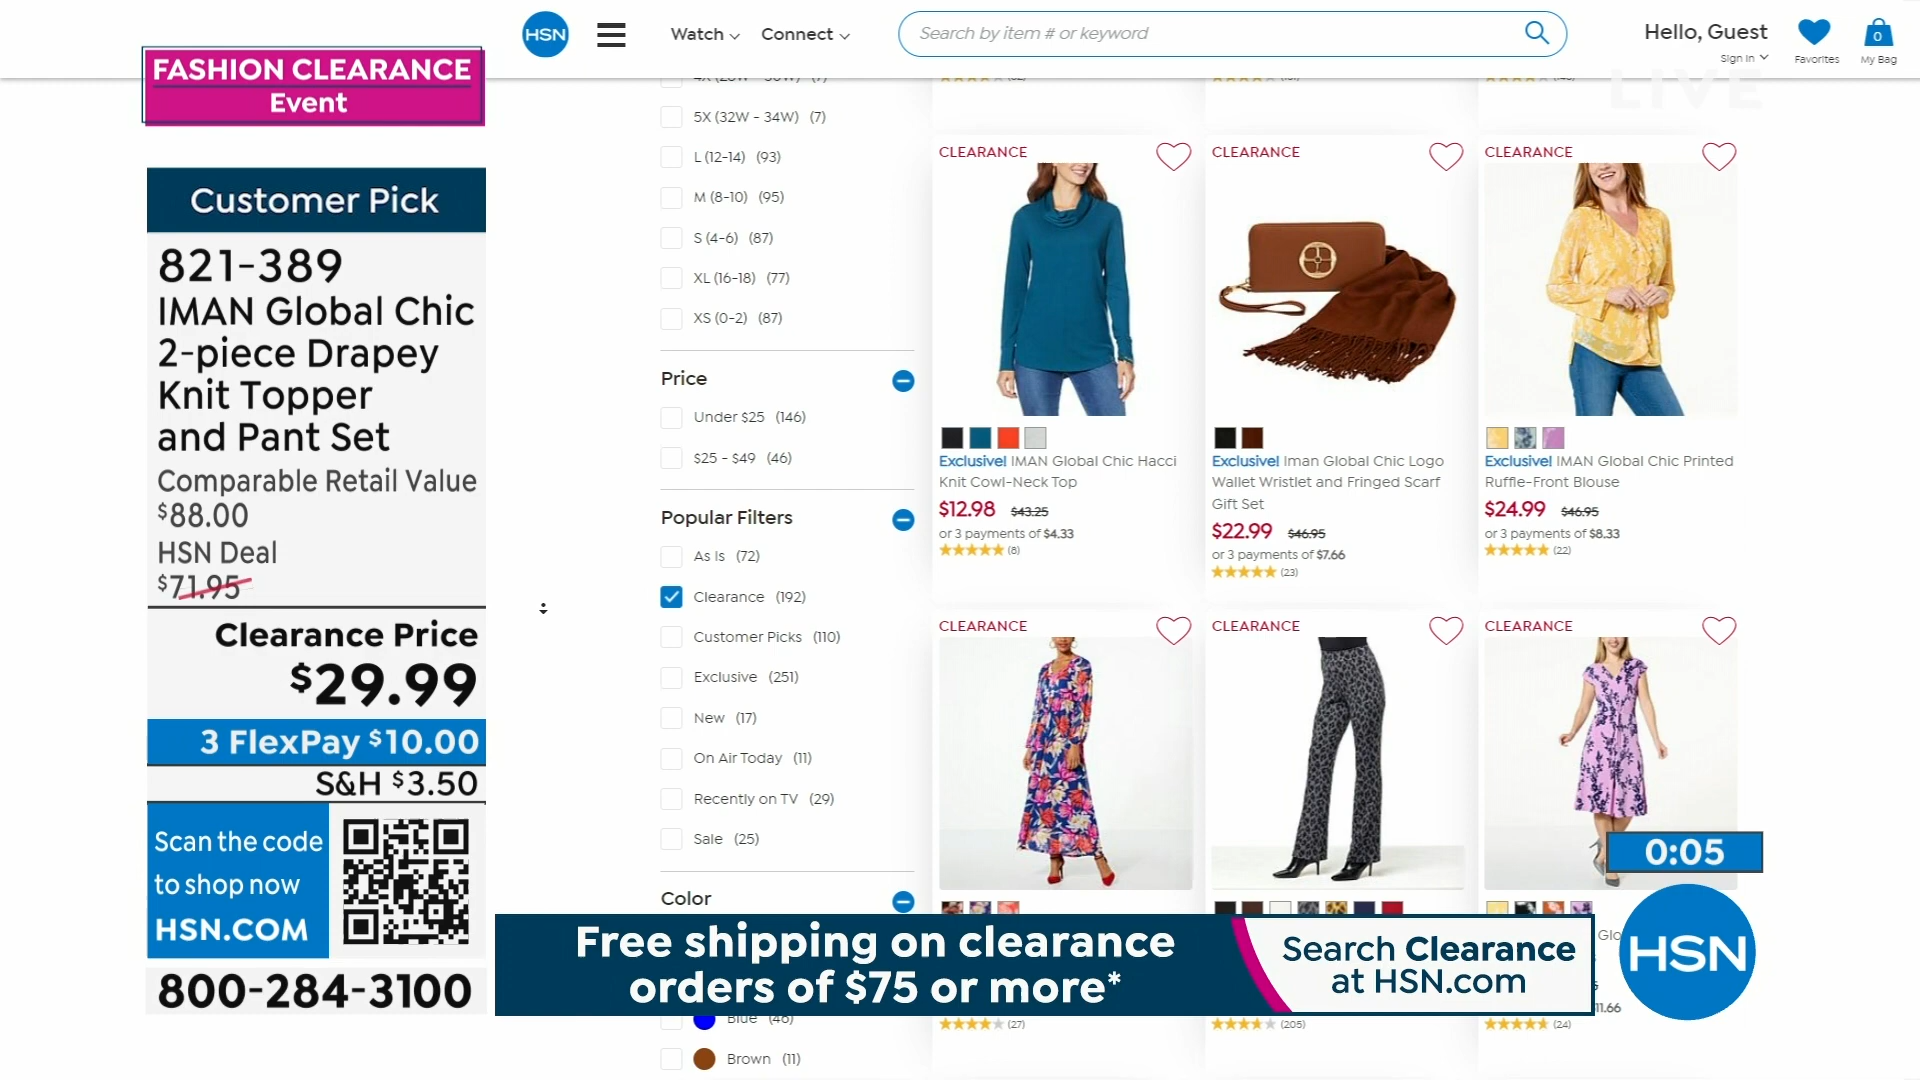 FASHION CLEARANCE
Event
Customer Pick
821-389
IMAN Global Chic
2-piece Drapey
Knit Topper
and Pant Set
Comparable Retail Value
$88.00
HSN Deal
$71.95
Clearance Price
$29.99
3 FlexPay $10.00
S&H $3.50
Scan the code
to shop now
HSN.COM
800-284-3100
HSN
Watch
Connect
Search by item # or keyword
Hello, Guest
Sign In
Favorites
0
My Bag
LIVE
5X (32W - 34W) (7)
L (12-14) (93)
M (8-10) (95)
S (4-6) (87)
XL (16-18) (77)
XS (0-2) (87)
Price
Under $25 (146)
$25 - $49 (46)
Popular Filters
As Is (72)
Clearance (192)
Customer Picks (110)
Exclusive (251)
New (17)
On Air Today (11)
Recently on TV (29)
Sale (25)
Color
Blue (46)
Brown (11)
CLEARANCE
Exclusive! IMAN Global Chic Hacci
Knit Cowl-Neck Top
$12.98 $43.25
or 3 payments of $4.33
(8)
CLEARANCE
Exclusive! Iman Global Chic Logo
Wallet Wristlet and Fringed Scarf
Gift Set
$22.99 $46.95
or 3 payments of $7.66
(23)
CLEARANCE
Exclusive! IMAN Global Chic Printed
Ruffle-Front Blouse
$24.99 $46.95
or 3 payments of $8.33
(22)
CLEARANCE
(27)
CLEARANCE
(205)
CLEARANCE
Glo
11.66
(24)
0:05
Free shipping on clearance
orders of $75 or more*
Search Clearance
at HSN.com
HSN